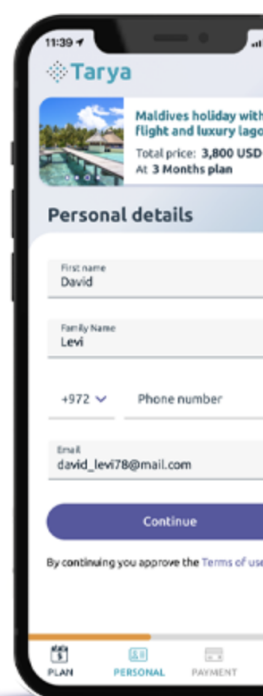 11:39
Tarya
Maldives holiday with
flight and luxury lago
Total price: 3,800 USD
At 3 Months plan
Personal details
First name
David
Family Name
Levi
+972 Phone number
Email
david_levi78@mail.com
Continue
By continuing you approve the Terms of use
PLAN PERSONAL PAYMENT